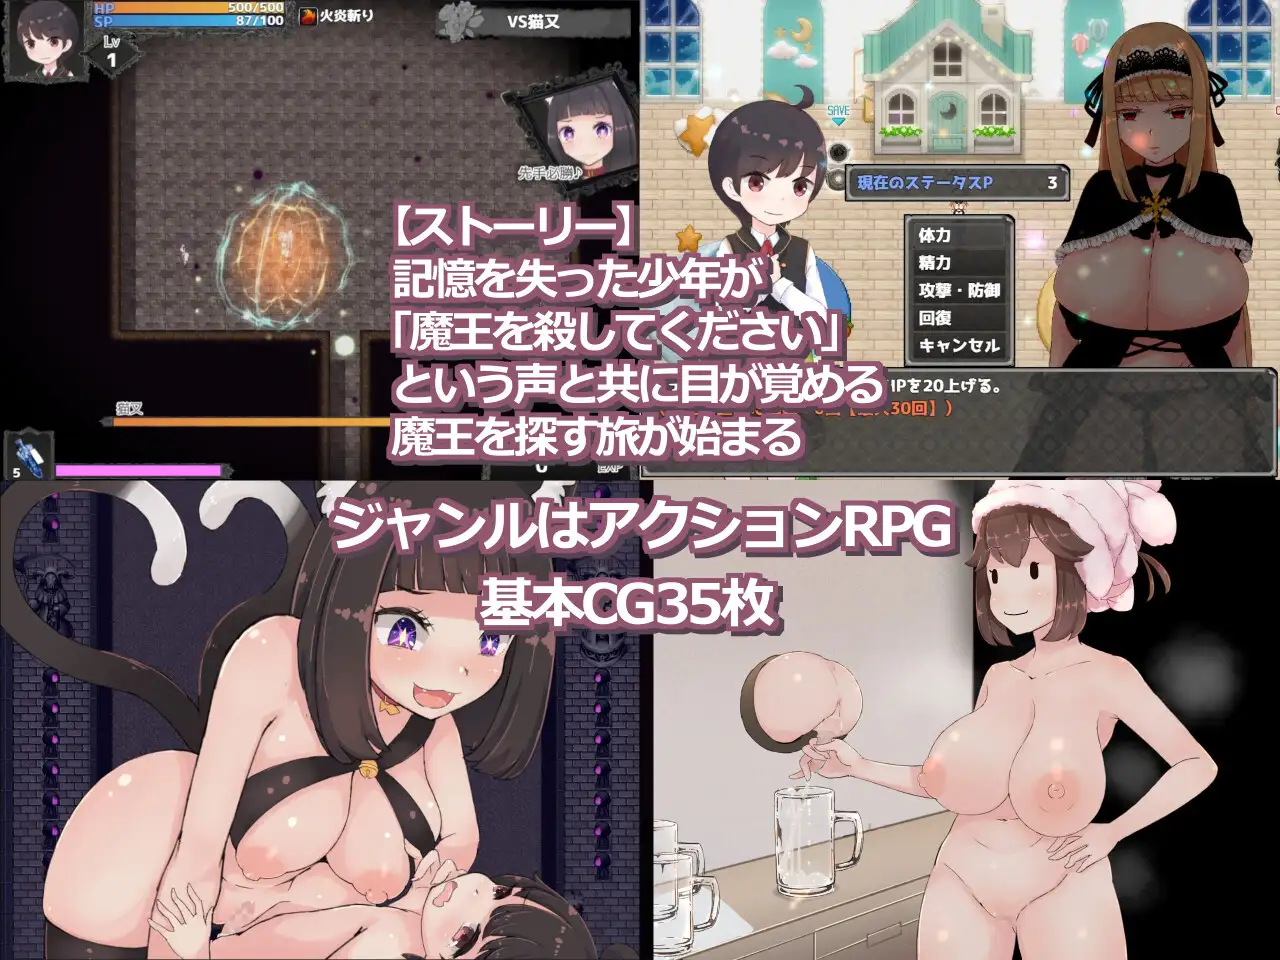 HP 500/500
SP 87/100
火炎斬り
VS猫又
Lv
1
先手必勝♪
SAVE
現在のステータスP 3
体力
精力
攻撃・防御
回復
キャンセル
HPを20上げる。
【ストーリー】
記憶を失った少年が
「魔王を殺してください」
という声と共に目が覚める
魔王を探す旅が始まる
猫又
5
0 EXP
ジャンルはアクションRPG
基本CG35枚